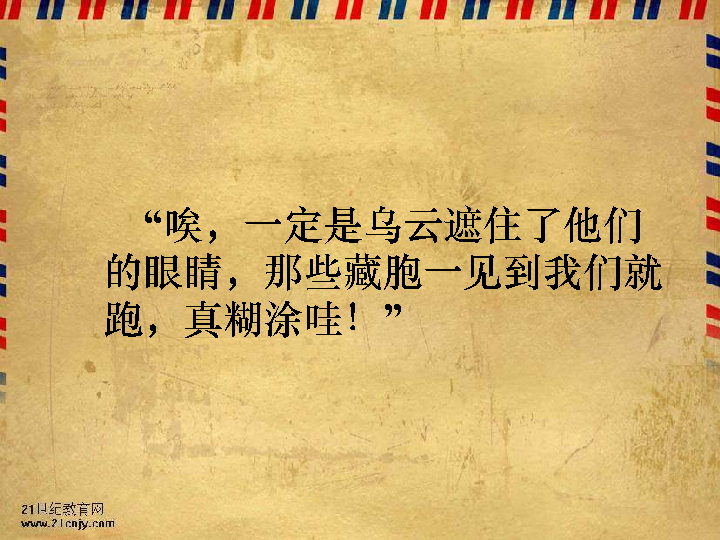 “唉，一定是乌云遮住了他们
的眼睛，那些藏胞一见到我们就
跑，真糊涂哇！”
21世纪教育网
www.21cnjy.com